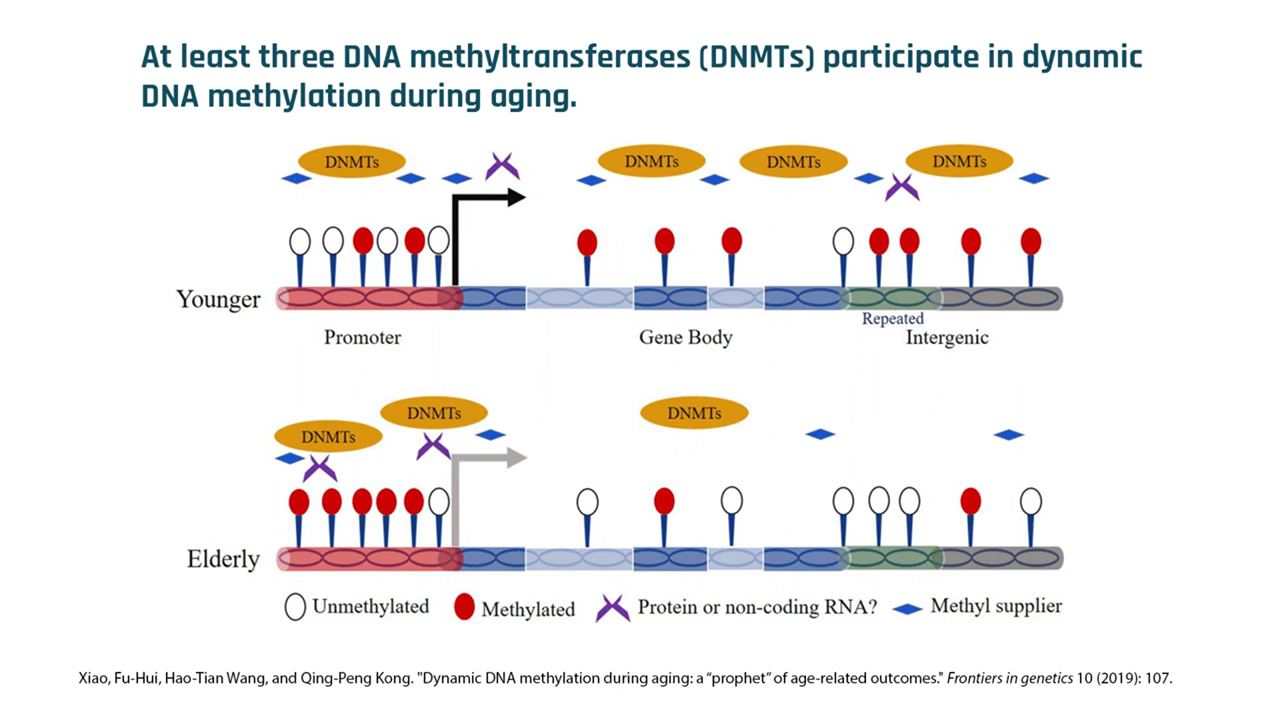 At least three DNA methyltransferases (DNMTs) participate in dynamic
DNA methylation during aging.
DNMTs DNMTs DNMTs DNMTs
Younger
Repeated
Promoter Gene Body Intergenic
DNMTs DNMTs DNMTs
Elderly
Unmethylated Methylated Protein or non-coding RNA? Methyl supplier
Xiao, Fu-Hui, Hao-Tian Wang, and Qing-Peng Kong. "Dynamic DNA methylation during aging: a “prophet” of age-related outcomes." Frontiers in genetics 10 (2019): 107.